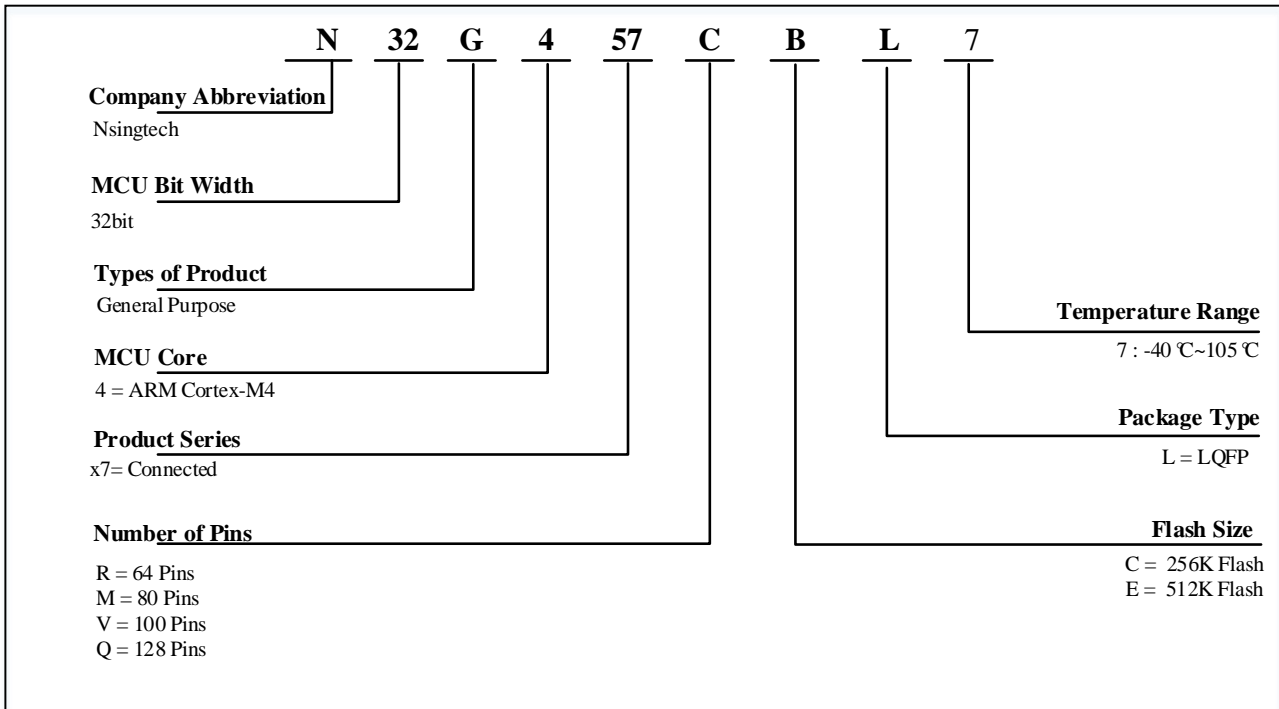 N 32 G 4 57 C B L 7
Company Abbreviation
Nsingtech
MCU Bit Width
32bit
Types of Product
General Purpose
MCU Core
4 = ARM Cortex-M4
Product Series
x7= Connected
Number of Pins
R = 64 Pins
M = 80 Pins
V = 100 Pins
Q = 128 Pins
Temperature Range
7 : -40 ℃~105 ℃
Package Type
L = LQFP
Flash Size
C = 256K Flash
E = 512K Flash